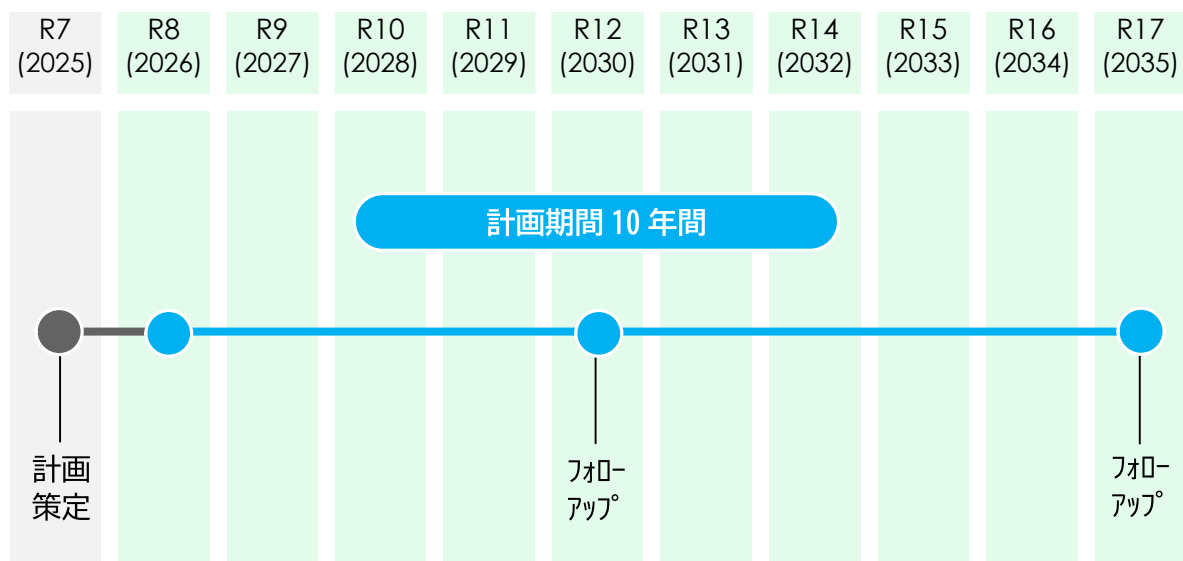 R7
(2025)
R8
(2026)
R9
(2027)
R10
(2028)
R11
(2029)
R12
(2030)
R13
(2031)
R14
(2032)
R15
(2033)
R16
(2034)
R17
(2035)
計画期間 10 年間
計画
策定
フォロー
アップ
フォロー
アップ